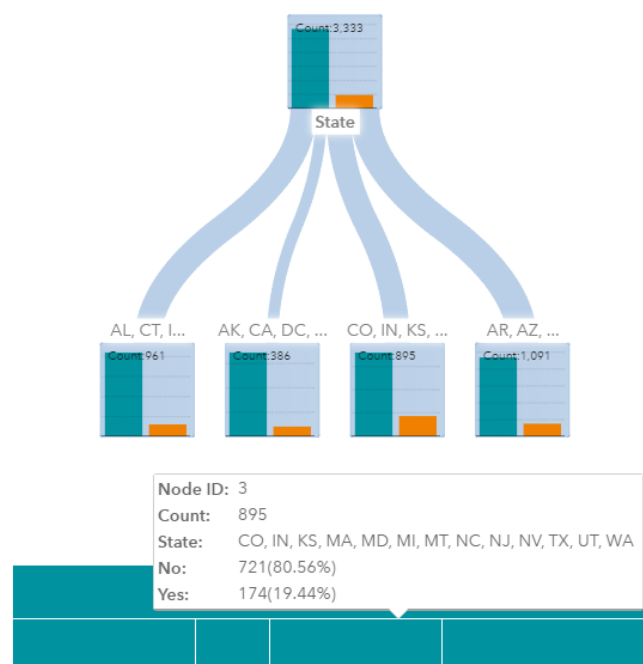 Count:3,333
State
AL, CT, I...
AK, CA, DC, ...
CO, IN, KS, ...
AR, AZ, ...
Count:961
Count:386
Count:895
Count:1,091
Node ID: 3
Count: 895
State: CO, IN, KS, MA, MD, MI, MT, NC, NJ, NV, TX, UT, WA
No: 721(80.56%)
Yes: 174(19.44%)